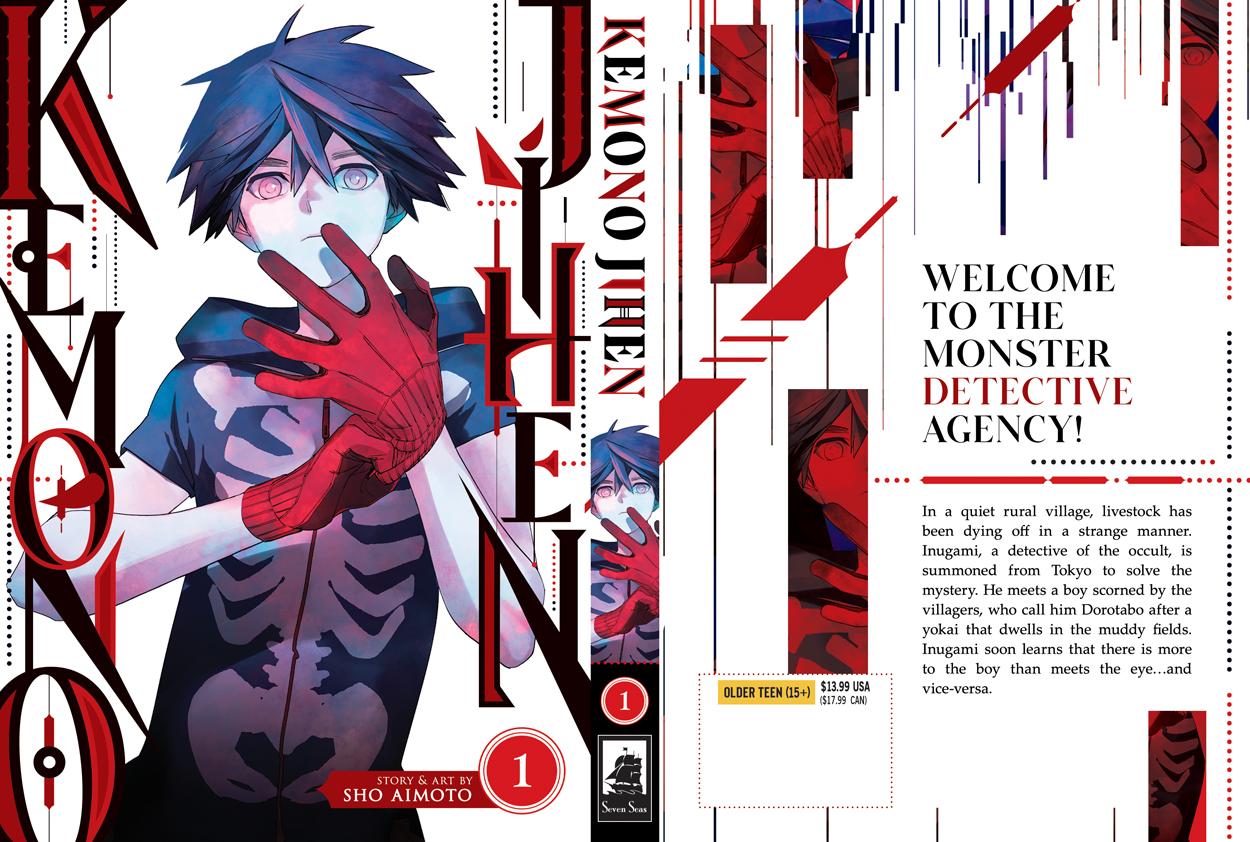 KEMONO
JIHEN
STORY & ART BY
SHO AIMOTO
1
KEMONO JIHEN
1
Seven Seas
WELCOME
TO THE
MONSTER
DETECTIVE
AGENCY!
In a quiet rural village, livestock has
been dying off in a strange manner.
Inugami, a detective of the occult, is
summoned from Tokyo to solve the
mystery. He meets a boy scorned by the
villagers, who call him Dorotabo after a
yokai that dwells in the muddy fields.
Inugami soon learns that there is more
to the boy than meets the eye…and
vice-versa.
OLDER TEEN (15+)
$13.99 USA
($17.99 CAN)